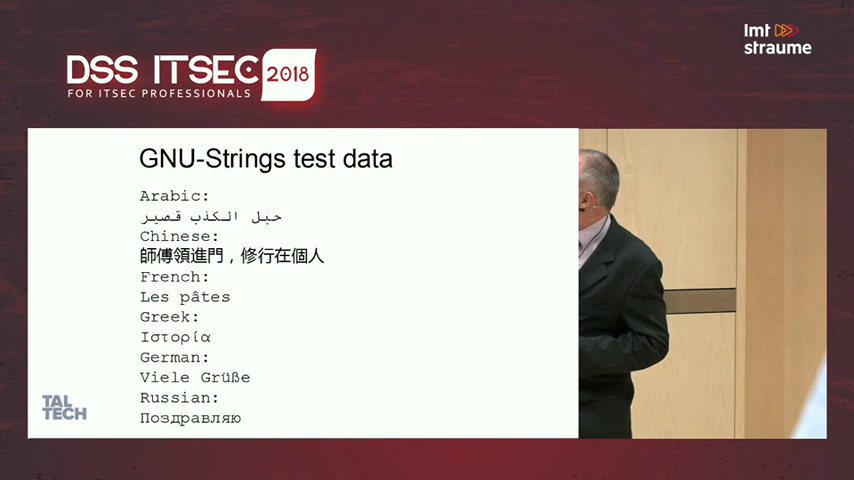 lmt
straume
DSS ITSEC 2018
FOR ITSEC PROFESSIONALS
GNU-Strings test data
Arabic:
حبل الكذب قصير
Chinese:
師傅領進門，修行在個人
French:
Les pâtes
Greek:
Ιστορία
German:
Viele Grüße
Russian:
Поздравляю
TAL
TECH